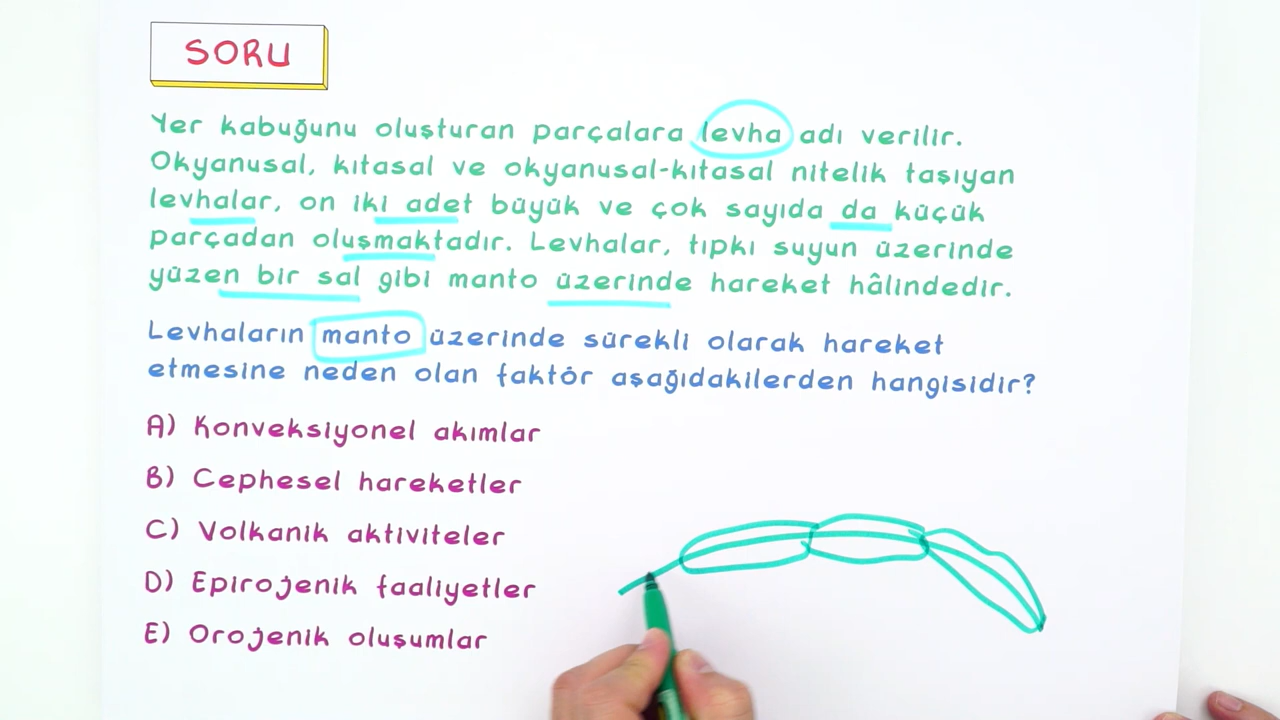 SORU
Yer kabuğunu oluşturan parçalara levha adı verilir.
Okyanusal, kıtasal ve okyanusal-kıtasal nitelik taşıyan
levhalar, on iki adet büyük ve çok sayıda da küçük
parçadan oluşmaktadır. Levhalar, tıpkı suyun üzerinde
yüzen bir sal gibi manto üzerinde hareket hâlindedir.
Levhaların manto üzerinde sürekli olarak hareket
etmesine neden olan faktör aşağıdakilerden hangisidir?
A) Konveksiyonel akımlar
B) Cephesel hareketler
C) Volkanik aktiviteler
D) Epirojenik faaliyetler
E) Orojenik oluşumlar